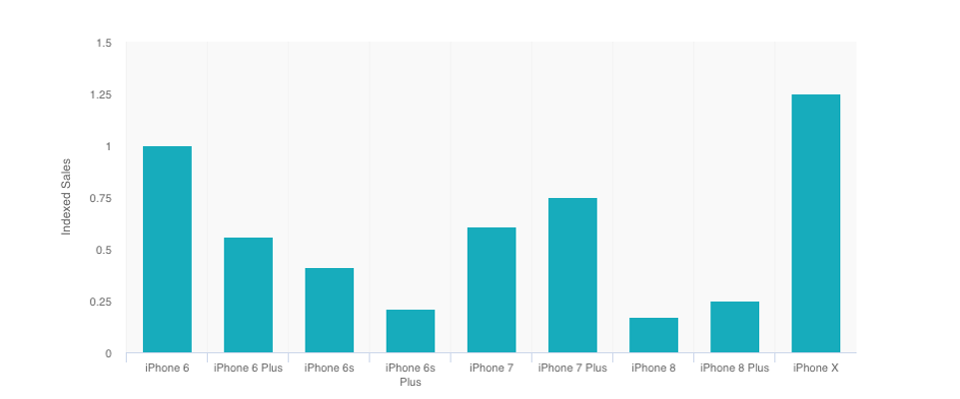 1.5
1.25
1
0.75
0.5
0.25
0
Indexed Sales
iPhone 6
iPhone 6 Plus
iPhone 6s
iPhone 6s
Plus
iPhone 7
iPhone 7 Plus
iPhone 8
iPhone 8 Plus
iPhone X